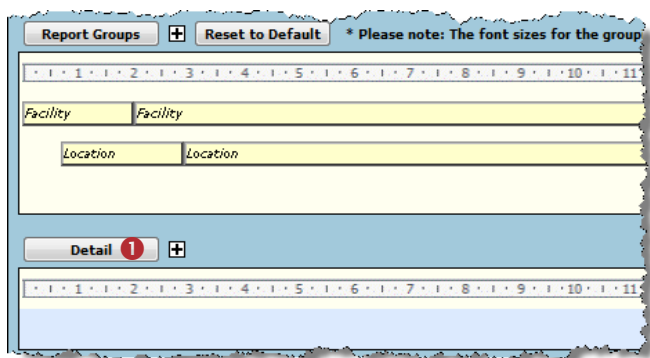 Report Groups + Reset to Default * Please note: The font sizes for the group
1 2 3 4 5 6 7 8 9 10 11
Facility Facility
Location Location
Detail 1 +
1 2 3 4 5 6 7 8 9 10 11